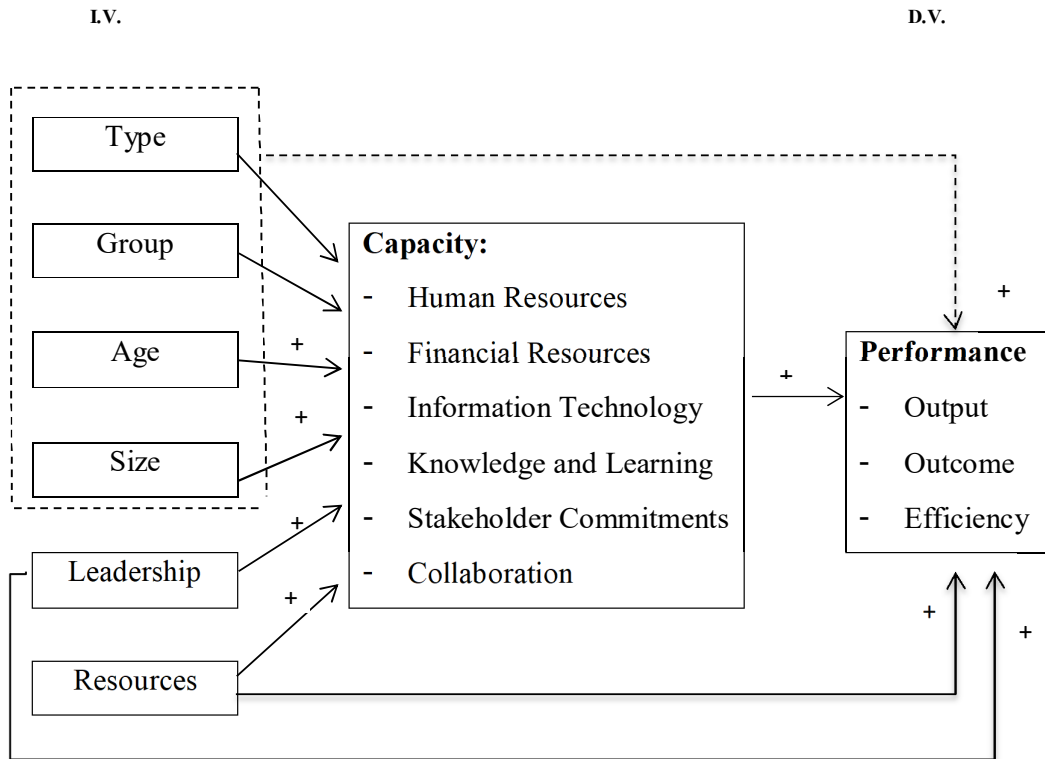 I.V.
D.V.
Type
Group
Age
Size
Leadership
Resources
+
+
+
+
Capacity:
- Human Resources
- Financial Resources
- Information Technology
- Knowledge and Learning
- Stakeholder Commitments
- Collaboration
+
+
Performance
- Output
- Outcome
- Efficiency
+
+